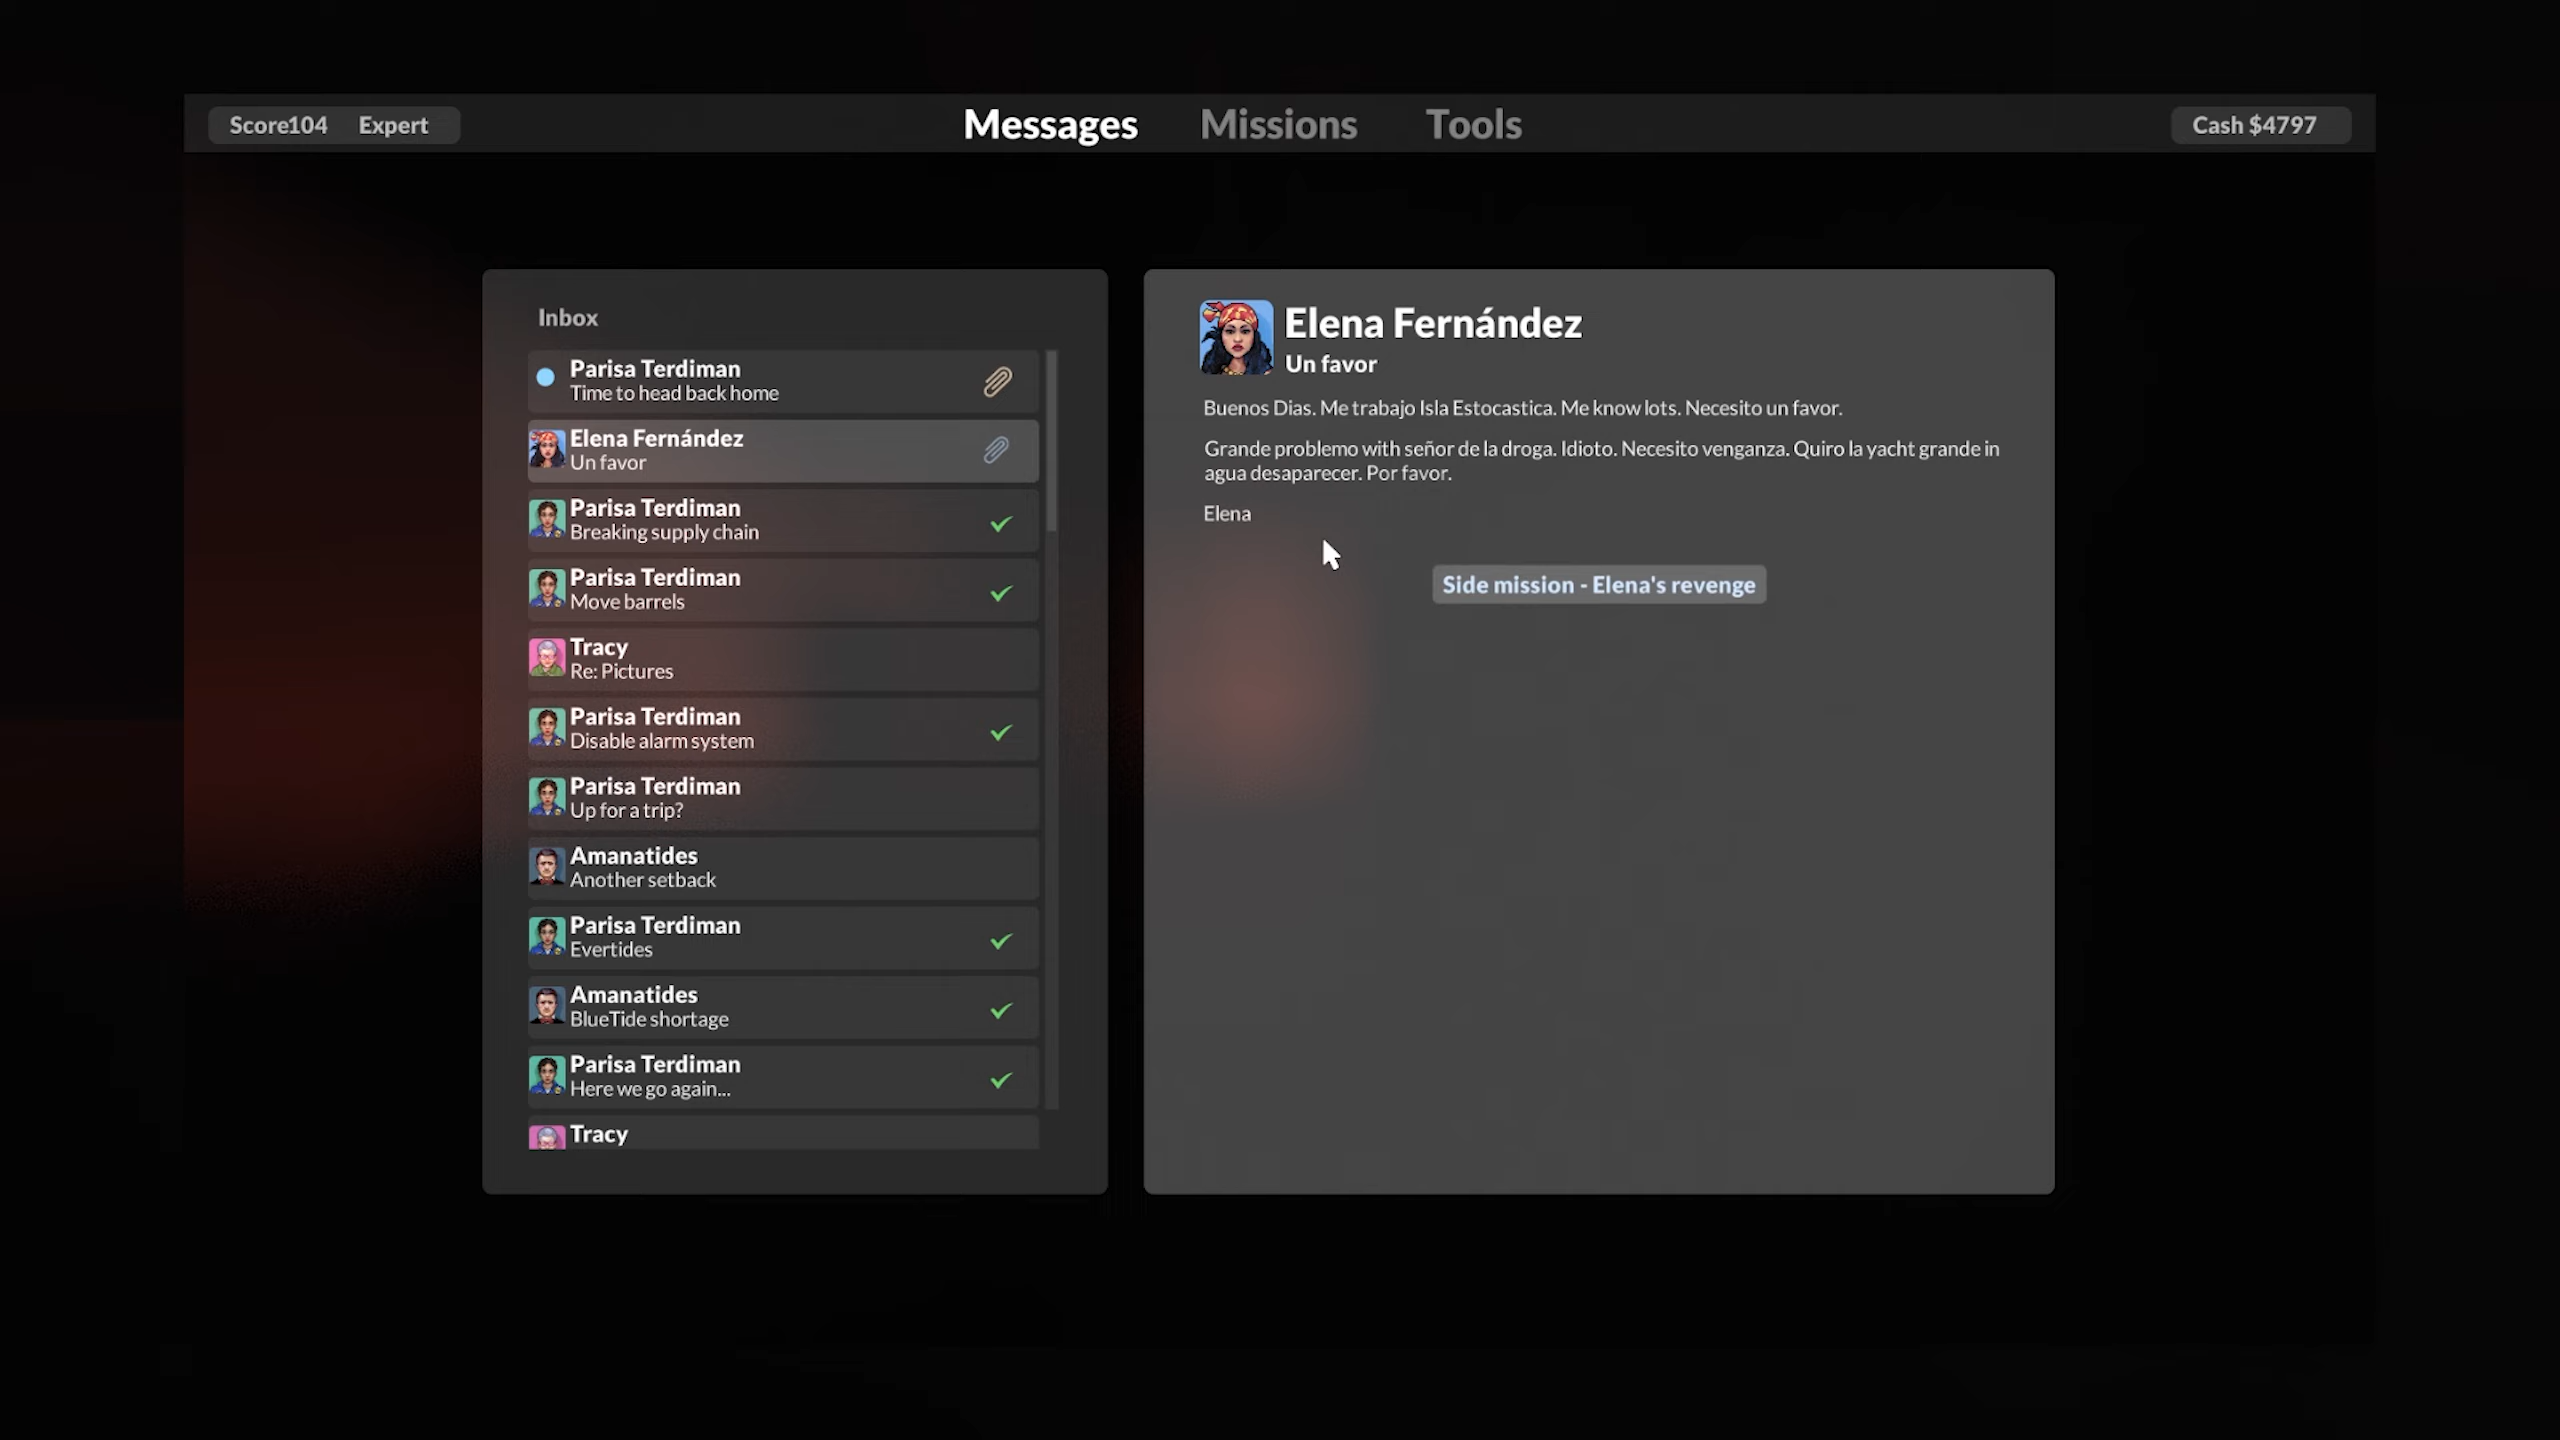 Score104 Expert
Messages Missions Tools
Cash $4797
Inbox
Parisa Terdiman
Time to head back home
Elena Fernández
Un favor
Parisa Terdiman
Breaking supply chain
Parisa Terdiman
Move barrels
Tracy
Re: Pictures
Parisa Terdiman
Disable alarm system
Parisa Terdiman
Up for a trip?
Amanatides
Another setback
Parisa Terdiman
Evertides
Amanatides
BlueTide shortage
Parisa Terdiman
Here we go again...
Tracy
Elena Fernández
Un favor
Buenos Dias. Me trabajo Isla Estocastica. Me know lots. Necesito un favor.
Grande problemo with señor de la droga. Idioto. Necesito venganza. Quiro la yacht grande in
agua desaparecer. Por favor.
Elena
Side mission - Elena's revenge